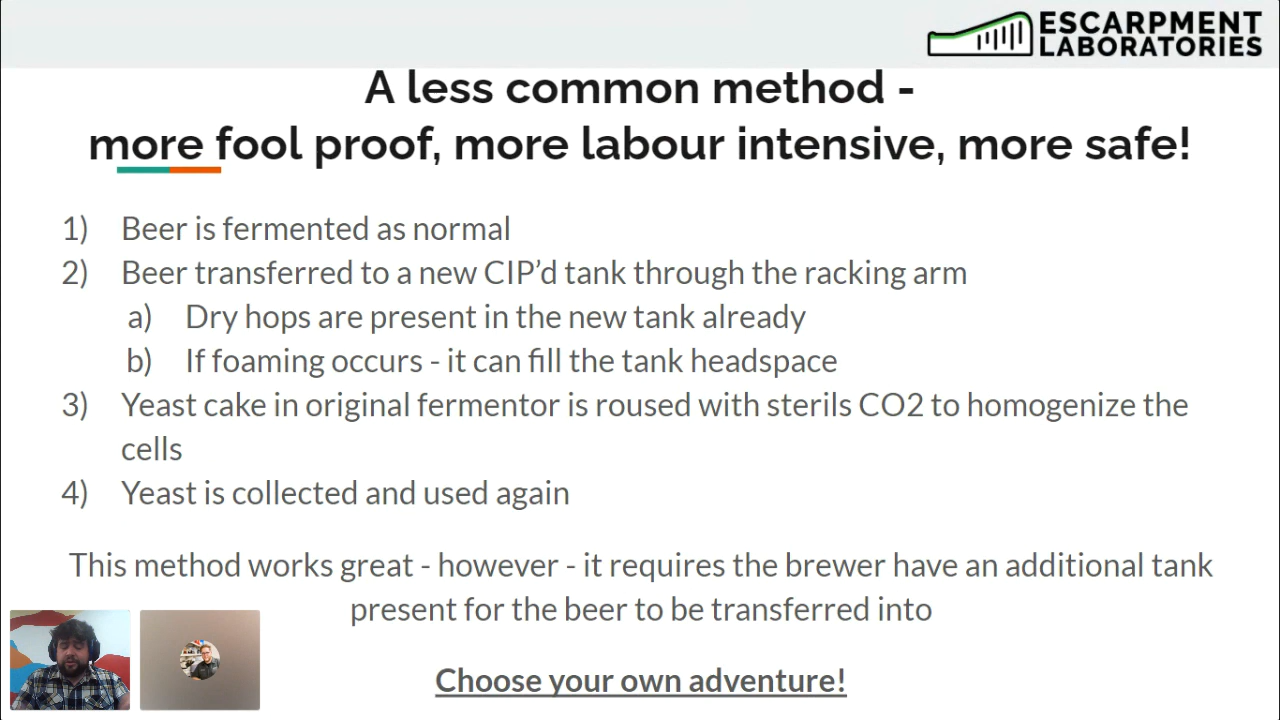 ESCARPMENT
LABORATORIES
A less common method -
more fool proof, more labour intensive, more safe!
1) Beer is fermented as normal
2) Beer transferred to a new CIP’d tank through the racking arm
a) Dry hops are present in the new tank already
b) If foaming occurs - it can fill the tank headspace
3) Yeast cake in original fermentor is roused with sterils CO2 to homogenize the
cells
4) Yeast is collected and used again
This method works great - however - it requires the brewer have an additional tank
present for the beer to be transferred into
Choose your own adventure!